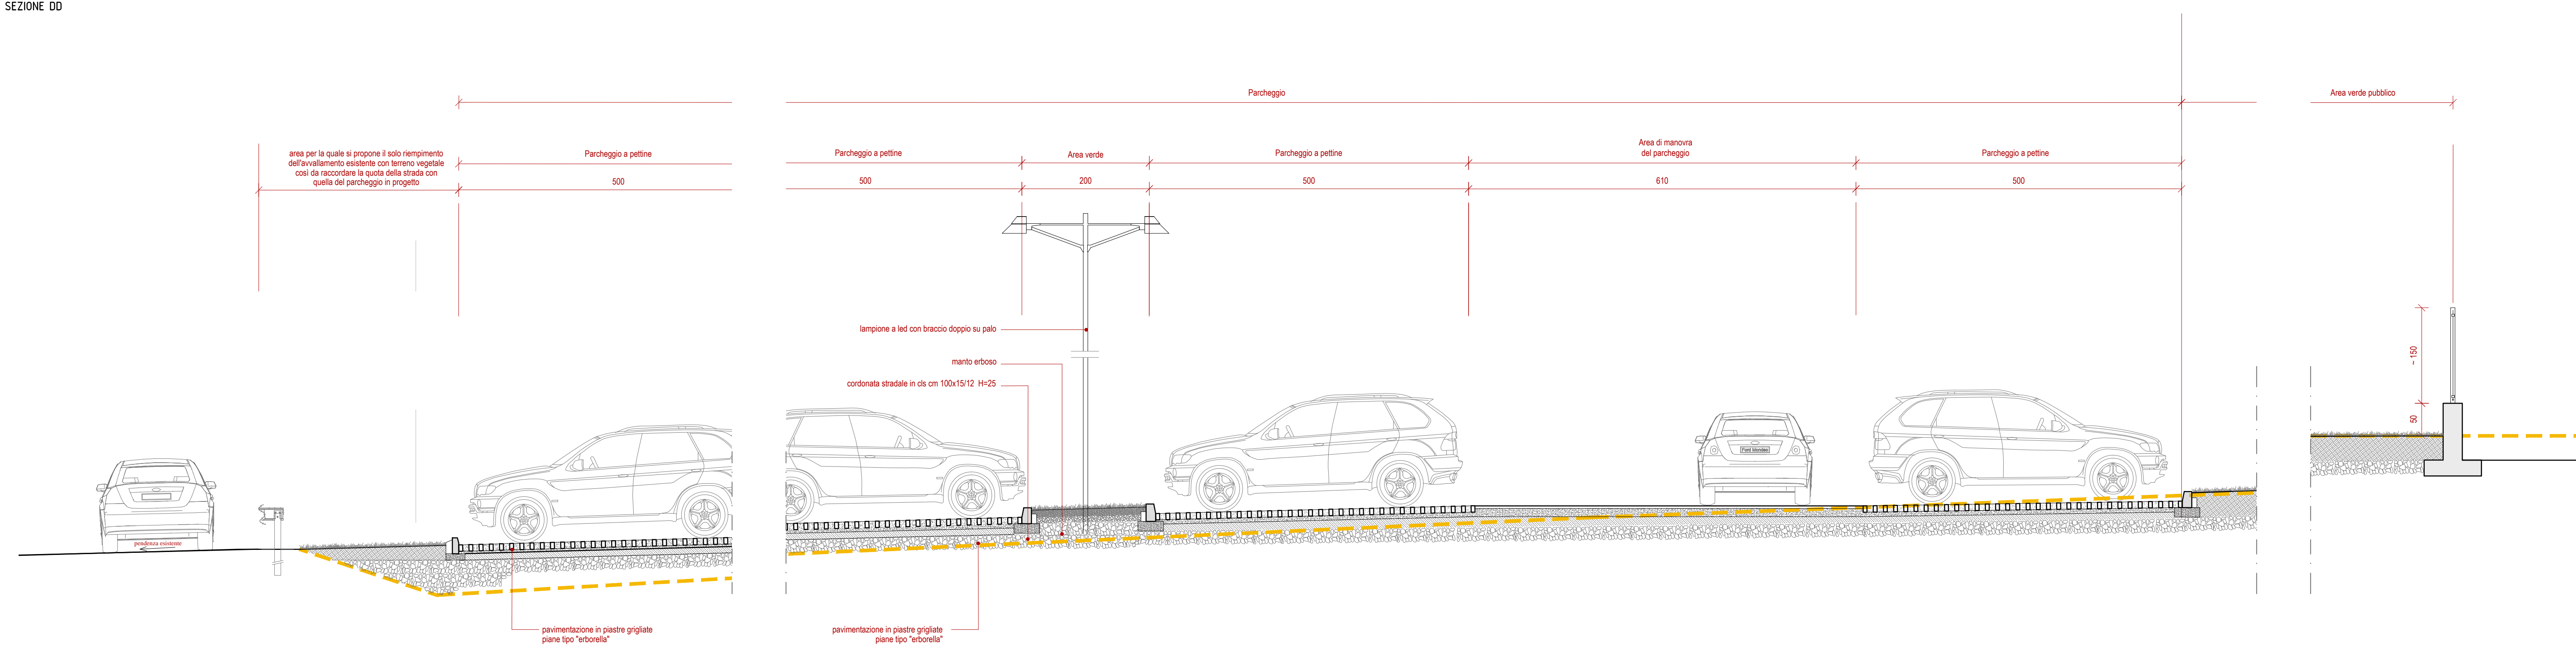 SEZIONE DD
Parcheggio
Area verde pubblico
area per la quale si propone il solo riempimento
dell'avvallamento esistente con terreno vegetale
così da raccordare la quota della strada con
quella del parcheggio in progetto
Parcheggio a pettine
500
Parcheggio a pettine
500
Area verde
200
Parcheggio a pettine
500
Area di manovra
del parcheggio
610
Parcheggio a pettine
500
lampione a led con braccio doppio su palo
manto erboso
cordonata stradale in cls cm 100x15/12 H=25
~ 150
50
Ford Mondeo
pendenza esistente
pavimentazione in piastre grigliate
piane tipo "erborella"
pavimentazione in piastre grigliate
piane tipo "erborella"